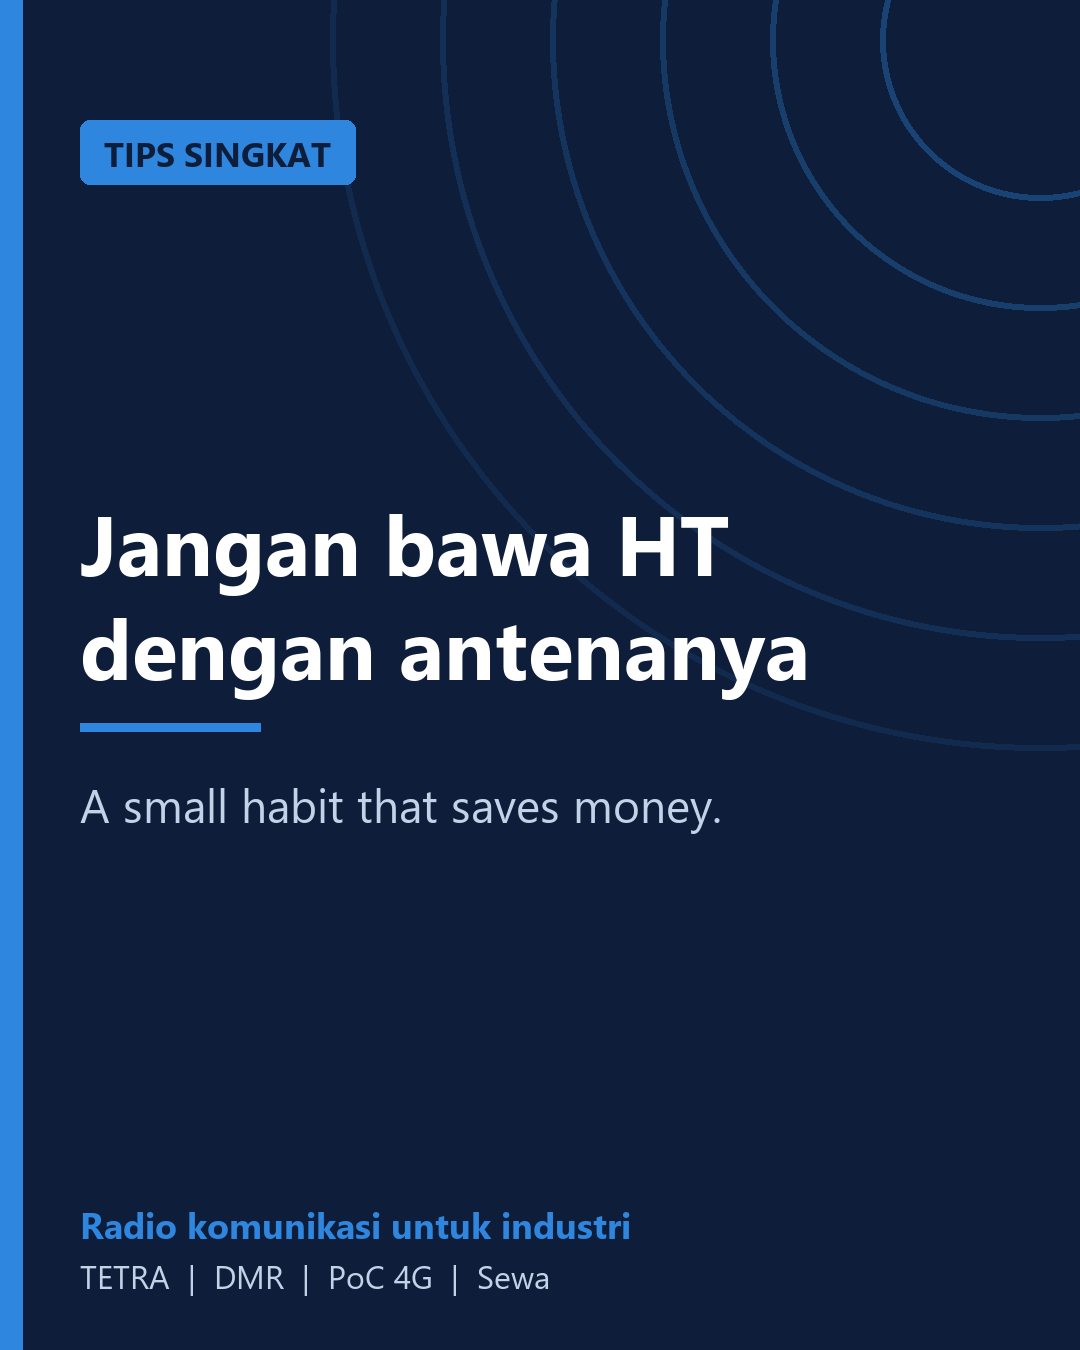 TIPS SINGKAT
Jangan bawa HT
dengan antenanya
A small habit that saves money.
Radio komunikasi untuk industri
TETRA | DMR | PoC 4G | Sewa